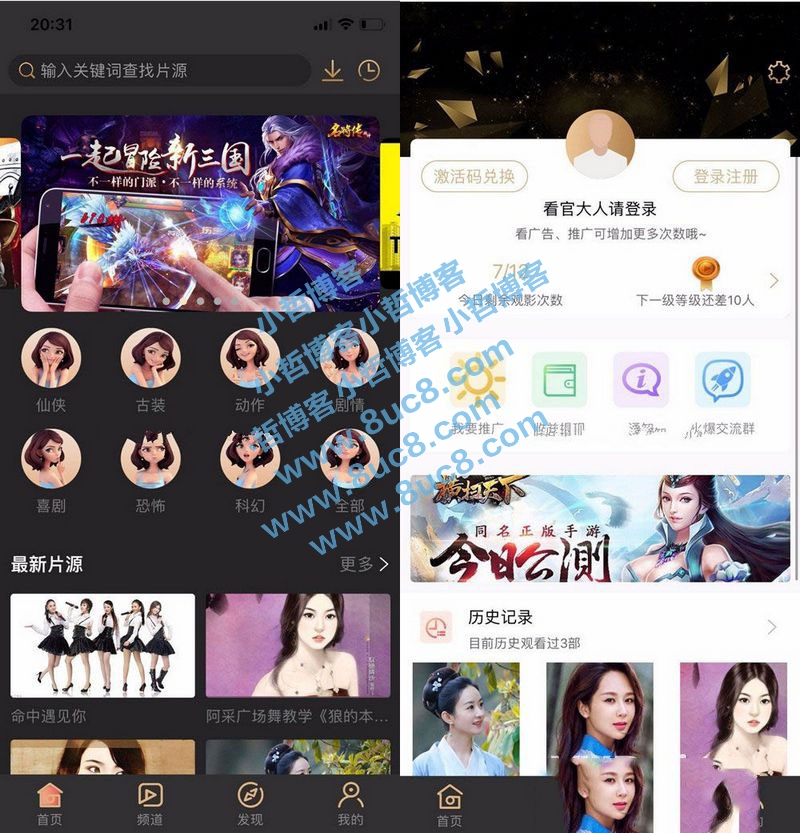 20:31
输入关键词查找片源
名将传
一起冒险新三国
不一样的门派·不一样的系统
仙侠
古装
动作
剧情
喜剧
恐怖
科幻
全部
最新片源
更多
命中遇见你
阿采广场舞教学《狼的本...
首页
频道
发现
我的
激活码兑换
登录注册
看官大人请登录
看广告、推广可增加更多次数哦~
今日剩余观影次数
下一级等级还差10人
我要推广
火爆交流群
横扫天下
同名正版手游
今日公测
历史记录
目前历史观看过3部
首页
小哲博客小哲博客
小哲博客小哲博客
www.8uc8.com
www.8uc8.com